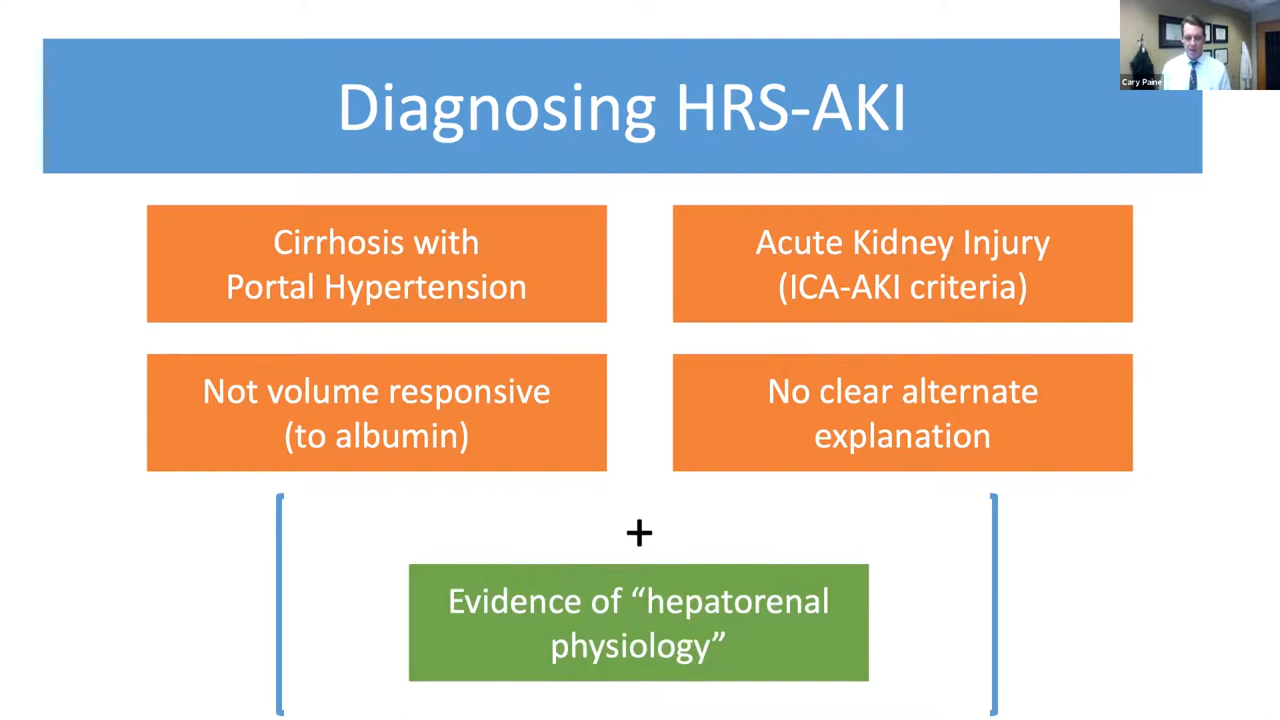 Diagnosing HRS-AKI
Cary Paine
Cirrhosis with
Portal Hypertension
Acute Kidney Injury
(ICA-AKI criteria)
Not volume responsive
(to albumin)
No clear alternate
explanation
+
Evidence of “hepatorenal
physiology”